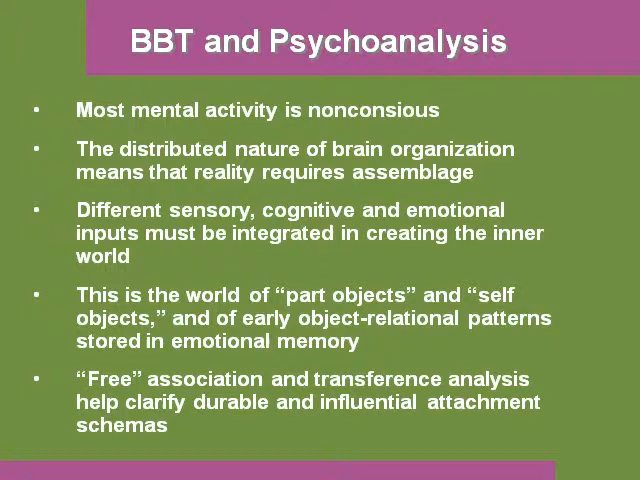 BBT and Psychoanalysis
• Most mental activity is nonconsious
• The distributed nature of brain organization
means that reality requires assemblage
• Different sensory, cognitive and emotional
inputs must be integrated in creating the inner
world
• This is the world of “part objects” and “self
objects,” and of early object-relational patterns
stored in emotional memory
• “Free” association and transference analysis
help clarify durable and influential attachment
schemas